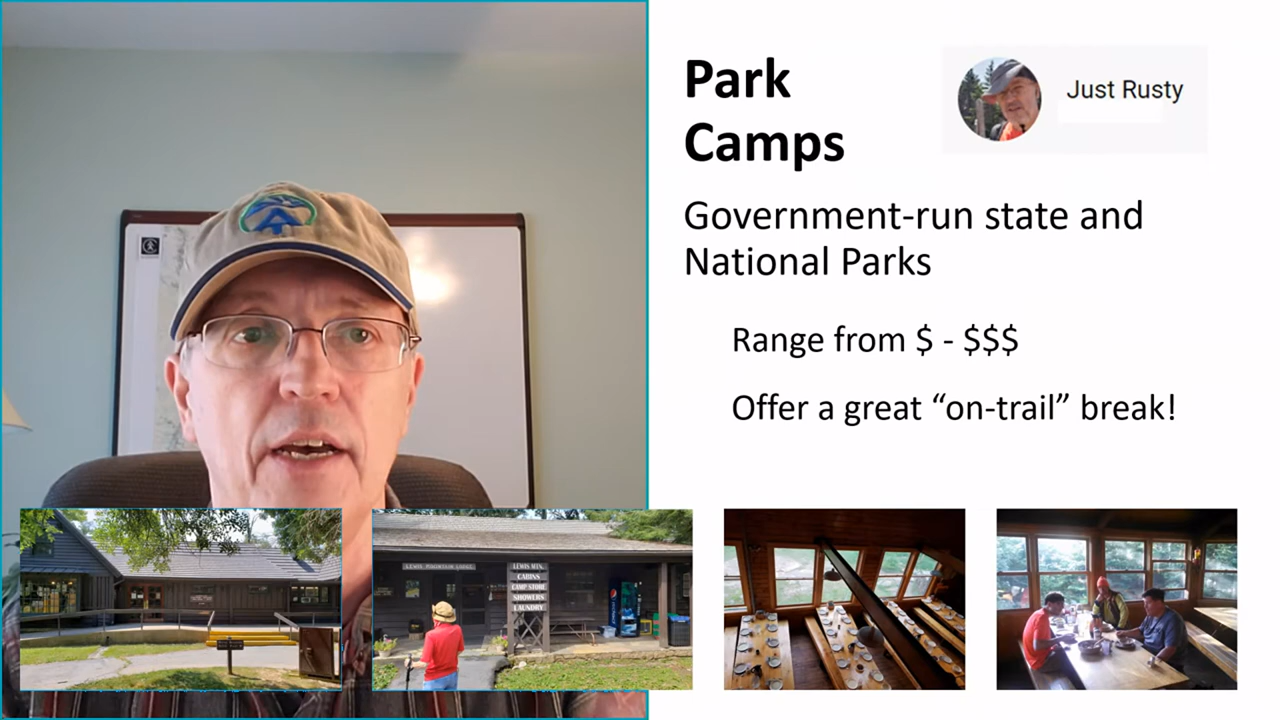 Park
Camps
Just Rusty
Government-run state and
National Parks
Range from $ - $$$
Offer a great “on-trail” break!
LEWIS MOUNTAIN LODGE
LEWIS MTN.
CABINS
CAMP STORE
SHOWERS
LAUNDRY